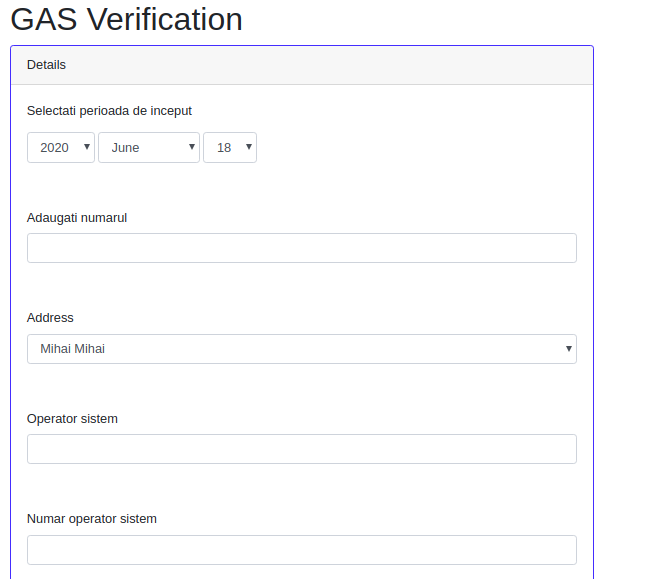 GAS Verification
Details
Selectati perioada de inceput
2020 June 18
Adaugati numarul
Address
Mihai Mihai
Operator sistem
Numar operator sistem